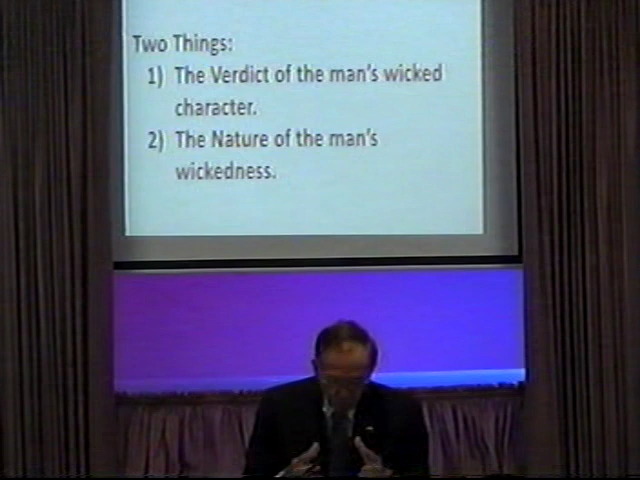 Two Things:
1) The Verdict of the man's wicked
character.
2) The Nature of the man's
wickedness.